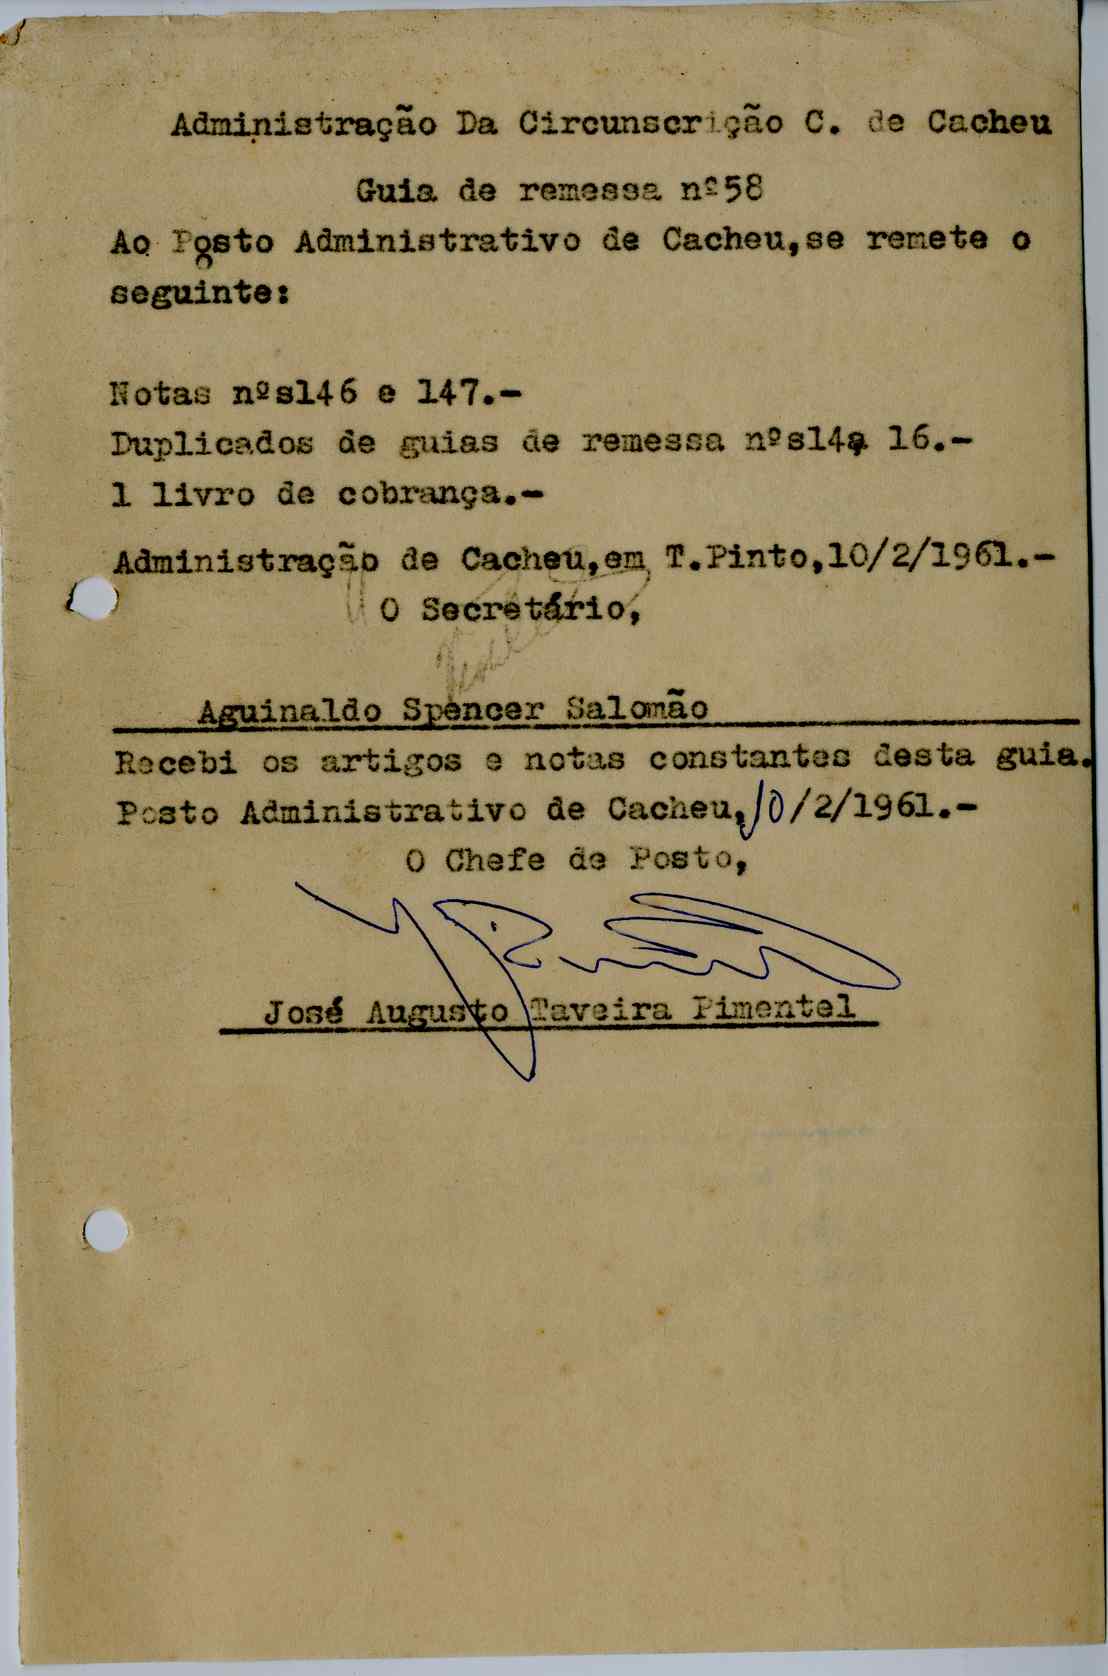 Administração Da Circunscrição C. de Cacheu
Guia de remessa nº58
Ao Posto Administrativo de Cacheu,se remete o
seguinte:
Notas nºs146 e 147.-
Duplicados de guias de remessa nºs14a 16.-
1 livro de cobrança.-
Administração de Cacheu,em T.Pinto,10/2/1961.-
O Secretário,
Aguinaldo Spencer Salomão
Recebi os artigos e notas constantes desta guia.
Posto Administrativo de Cacheu,10/2/1961.-
O Chefe de Posto,
José Augusto Taveira Pimentel